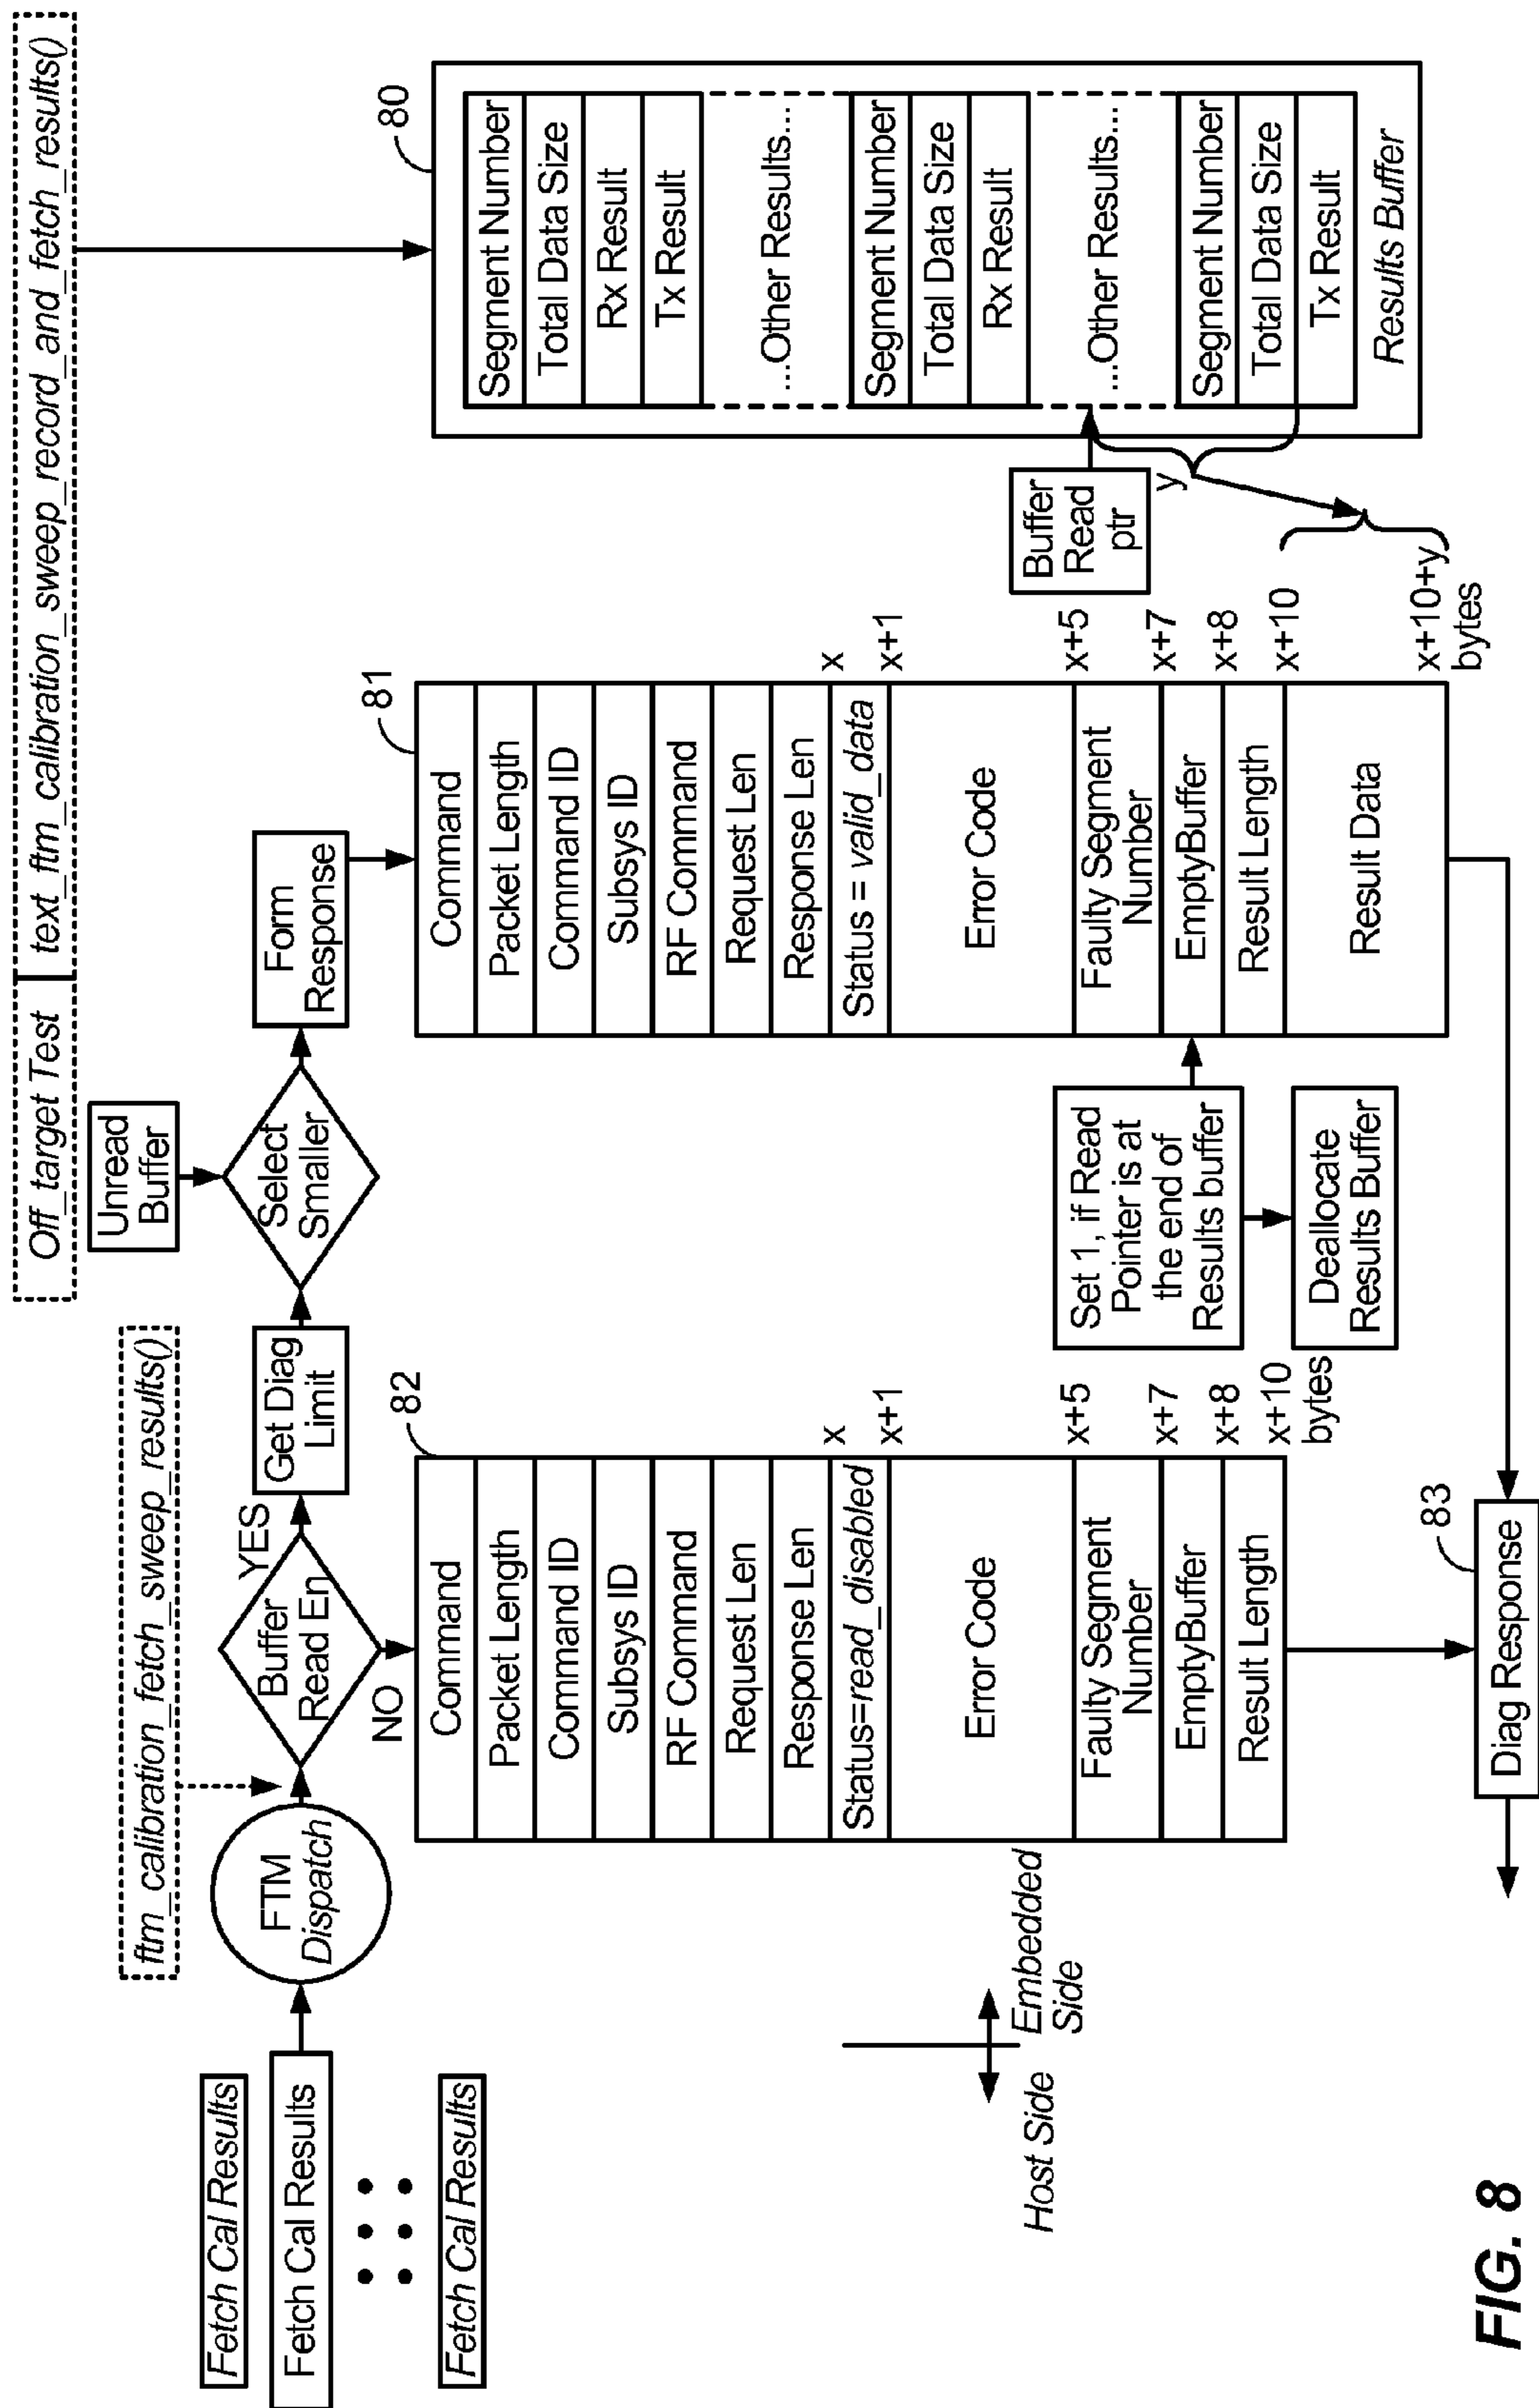 Off_target Test
text_ftm_calibration_sweep_record_and_fetch_results()
ftm_calibration_fetch_sweep_results()
Fetch Cal Results
Fetch Cal Results
Fetch Cal Results
FTM
Dispatch
Buffer
Read En
YES
NO
Get Diag
Limit
Unread
Buffer
Select
Smaller
Form
Response
82
Command
Packet Length
Command ID
Subsys ID
RF Command
Request Len
Response Len
Status=read_disabled
Error Code
Faulty Segment
Number
EmptyBuffer
Result Length
x
x+1
x+5
x+7
x+8
x+10
bytes
Set 1, if Read
Pointer is at
the end of
Results buffer
Deallocate
Results Buffer
81
Command
Packet Length
Command ID
Subsys ID
RF Command
Request Len
Response Len
Status = valid_data
Error Code
Faulty Segment
Number
EmptyBuffer
Result Length
Result Data
x
x+1
x+5
x+7
x+8
x+10
x+10+y
bytes
Buffer
Read
ptr
y
80
Segment Number
Total Data Size
Rx Result
Tx Result
...Other Results...
Segment Number
Total Data Size
Rx Result
...Other Results...
Segment Number
Total Data Size
Tx Result
Results Buffer
Host Side
Embedded
Side
83
Diag Response
FIG. 8